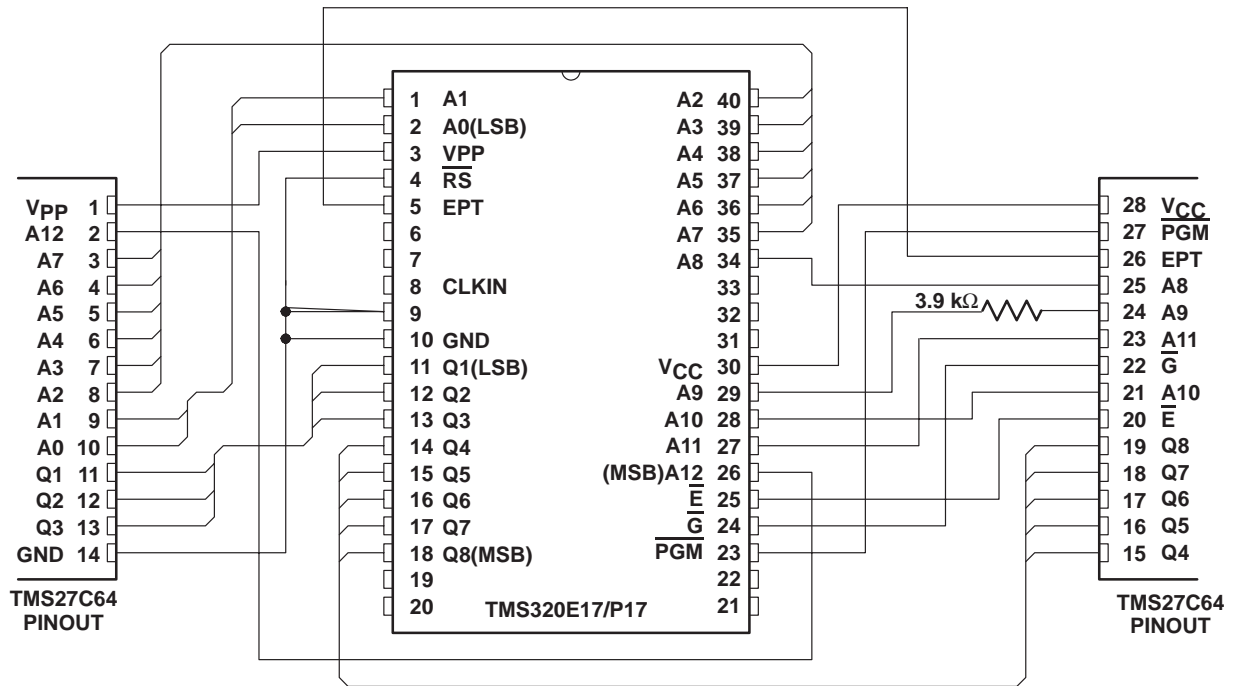 1 A1
2 A0(LSB)
3 VPP
4 R̅S̅
5 EPT
6
7
8 CLKIN
9
10 GND
11 Q1(LSB)
12 Q2
13 Q3
14 Q4
15 Q5
16 Q6
17 Q7
18 Q8(MSB)
19
20
A2 40
A3 39
A4 38
A5 37
A6 36
A7 35
A8 34
33
32
31
VCC 30
A9 29
A10 28
A11 27
(MSB)A12 26
E̅ 25
G̅ 24
P̅G̅M̅ 23
22
21
TMS320E17/P17
VPP 1
A12 2
A7 3
A6 4
A5 5
A4 6
A3 7
A2 8
A1 9
A0 10
Q1 11
Q2 12
Q3 13
GND 14
TMS27C64
PINOUT
3.9 kΩ
28 VCC
27 P̅G̅M̅
26 EPT
25 A8
24 A9
23 A11
22 G̅
21 A10
20 E̅
19 Q8
18 Q7
17 Q6
16 Q5
15 Q4
TMS27C64
PINOUT